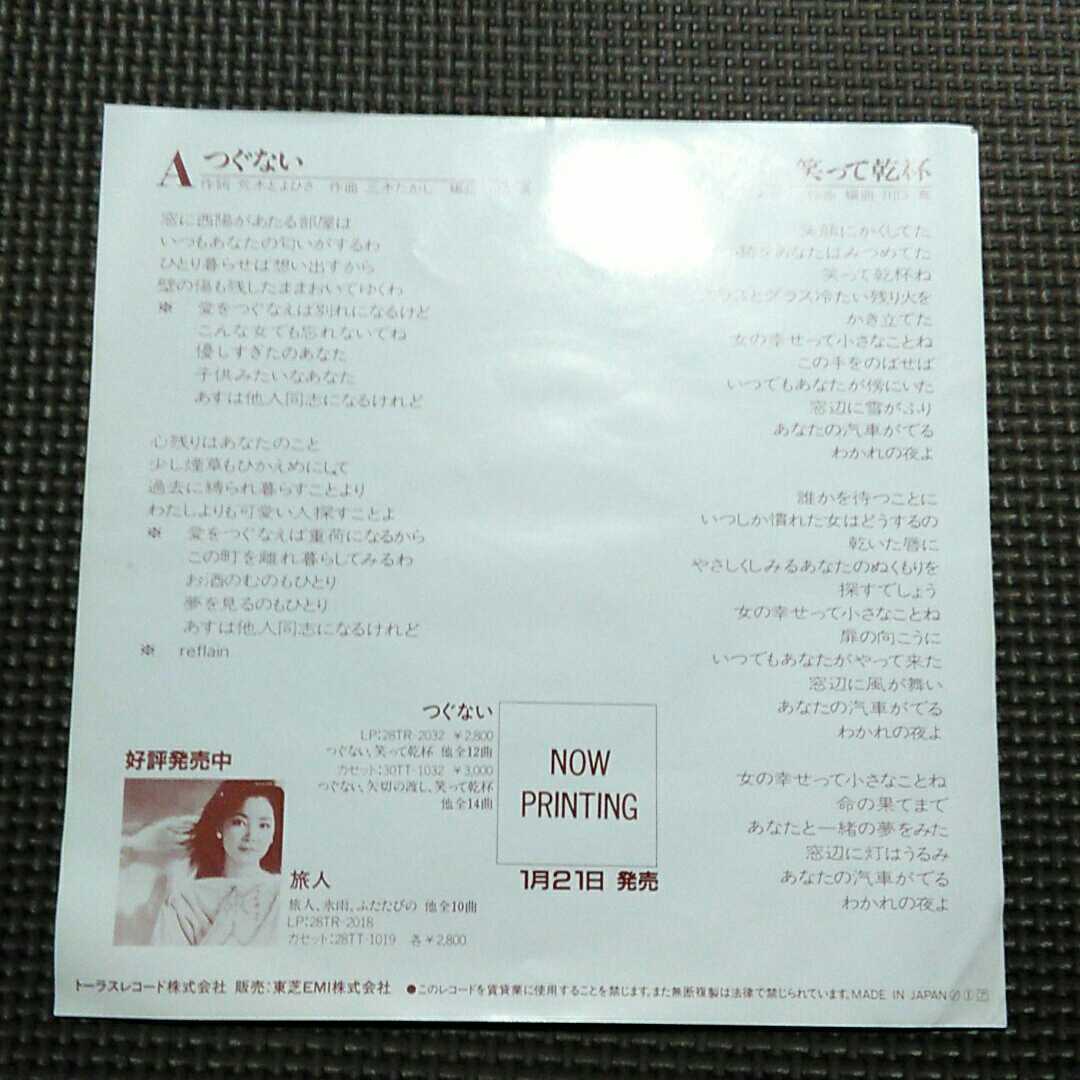 A つぐない
作詞 荒木とよひさ 作曲 三木たかし 編曲
窓に西陽があたる部屋は
いつもあなたの匂いがするわ
ひとり暮らせば想い出すから
壁の傷も残したままおいてゆくわ
※ 愛をつぐなえば別れになるけど
こんな女でも忘れないでね
優しすぎたのあなた
子供みたいなあなた
あすは他人同志になるけれど
心残りはあなたのこと
少し煙草もひかえめにして
過去に縛られ暮らすことより
わたしよりも可愛い人探すことよ
※ 愛をつぐなえば重荷になるから
この町を離れ暮らしてみるわ
お酒のむのもひとり
夢を見るのもひとり
あすは他人同志になるけれど
※ reflain
笑って乾杯
編曲 川口 真
笑顔にかくしてた
あなたはみつめてた
笑って乾杯ね
グラスとグラス冷たい残り火を
かき立てた
女の幸せって小さなことね
この手をのばせば
いつでもあなたが傍にいた
窓辺に雪がふり
あなたの汽車がでる
わかれの夜よ
誰かを待つことに
いつしか慣れた女はどうするの
乾いた唇に
やさしくしみるあなたのぬくもりを
探すでしょう
女の幸せって小さなことね
扉の向こうに
いつでもあなたがやって来た
窓辺に風が舞い
あなたの汽車がでる
わかれの夜よ
女の幸せって小さなことね
命の果てまで
あなたと一緒の夢をみた
窓辺に灯はうるみ
あなたの汽車がでる
わかれの夜よ
つぐない
LP:28TR-2032 ¥2,800
つぐない、笑って乾杯 他全12曲
カセット:30TT-1032 ¥3,000
つぐない、矢切の渡し、笑って乾杯
他全14曲
NOW
PRINTING
1月21日 発売
好評発売中
旅人
旅人、氷雨、ふたたびの 他全10曲
LP:28TR-2018
カセット:28TT-1019 各¥2,800
トーラスレコード株式会社 販売:東芝EMI株式会社 ●このレコードを賃貸業に使用することを禁じます。また無断複製は法律で禁じられています。MADE IN JAPAN